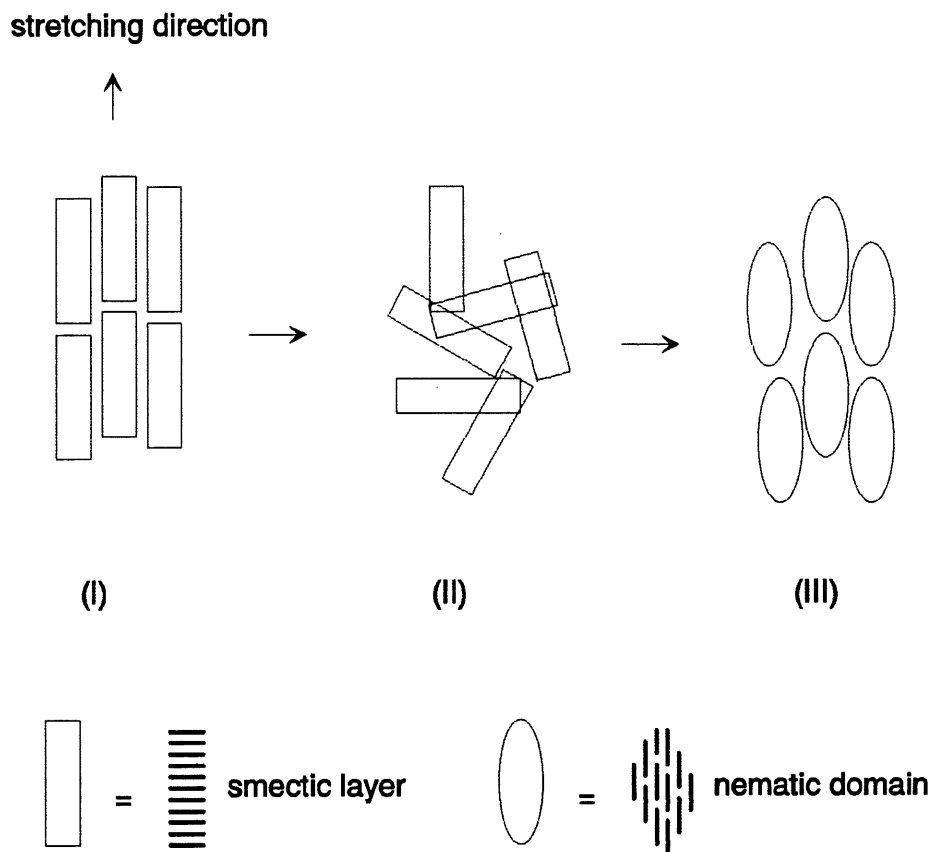 stretching direction
(I)
(II)
(III)
= smectic layer
= nematic domain